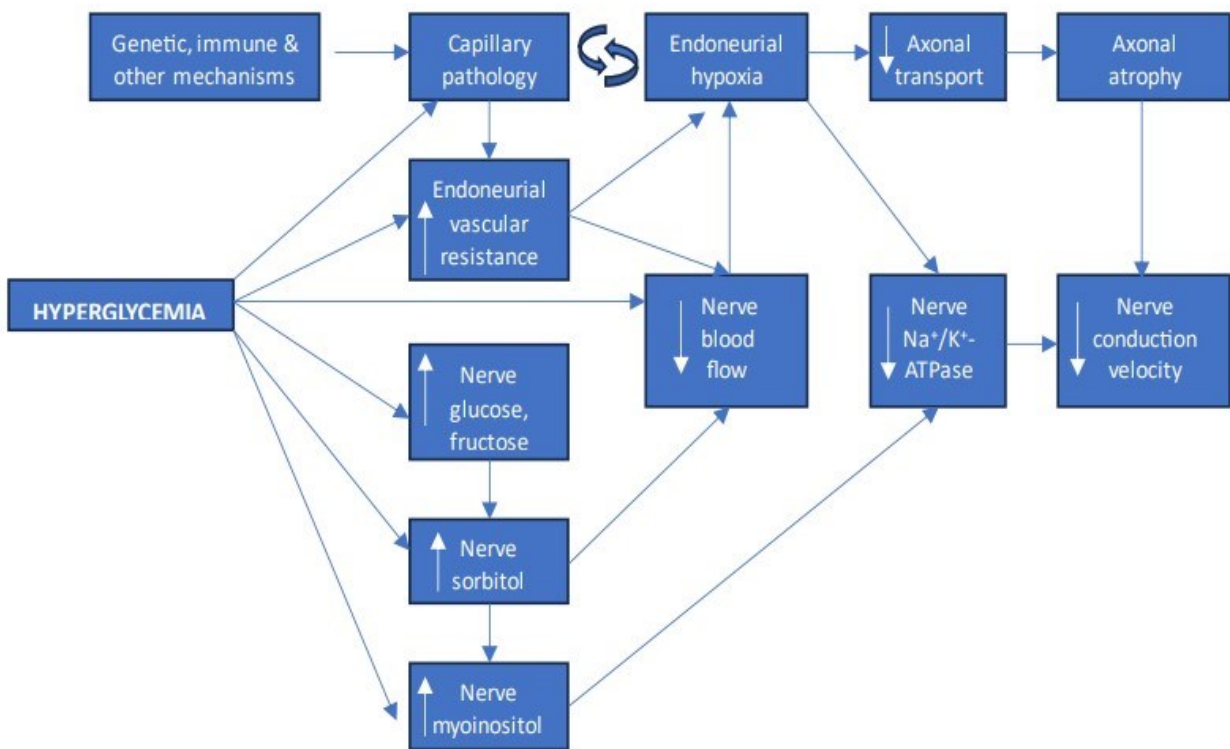 Genetic, immune &
other mechanisms
Capillary
pathology
Endoneurial
hypoxia
Axonal
transport
Axonal
atrophy
Endoneurial
vascular
resistance
HYPERGLYCEMIA
Nerve
blood
flow
Nerve
Na⁺/K⁺-
ATPase
Nerve
conduction
velocity
Nerve
glucose,
fructose
Nerve
sorbitol
Nerve
myoinositol